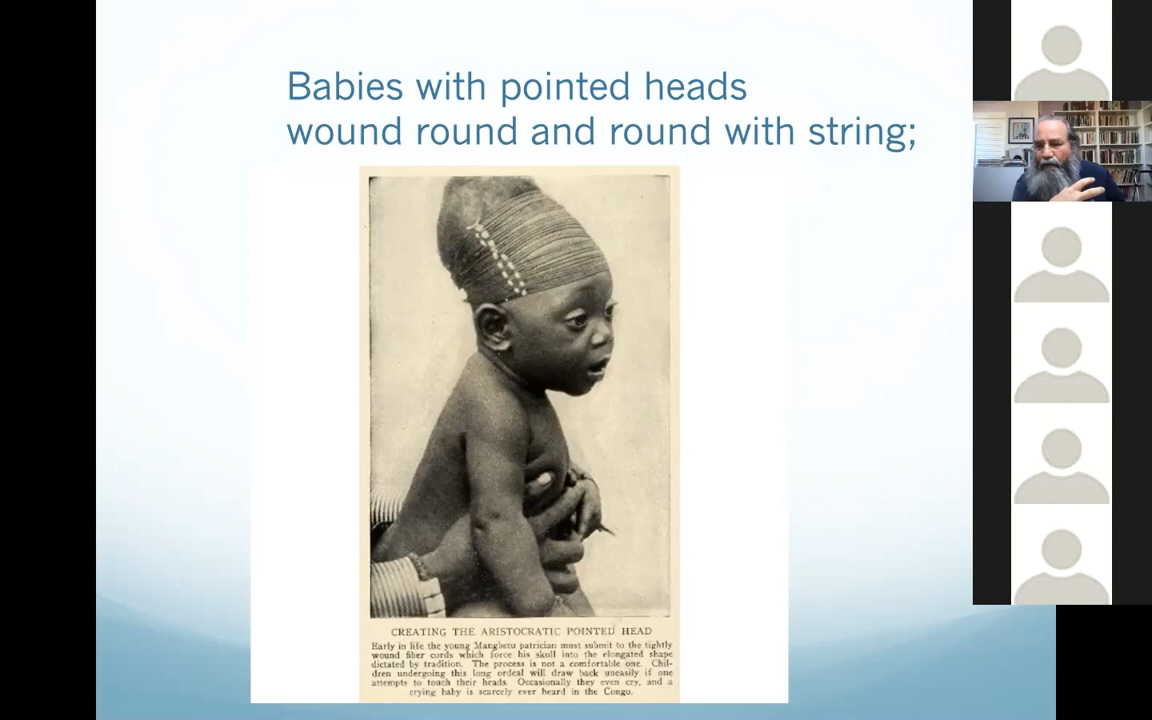 Babies with pointed heads
wound round and round with string;
CREATING THE ARISTOCRATIC POINTED HEAD
Early in life the young Mangbetu patrician must submit to the tightly
wound fiber cords which force his skull into the elongated shape
dictated by tradition. The process is not a comfortable one. Chil-
dren undergoing this long ordeal will draw back uneasily if one
attempts to touch their heads. Occasionally they even cry, and a
crying baby is scarcely ever heard in the Congo.